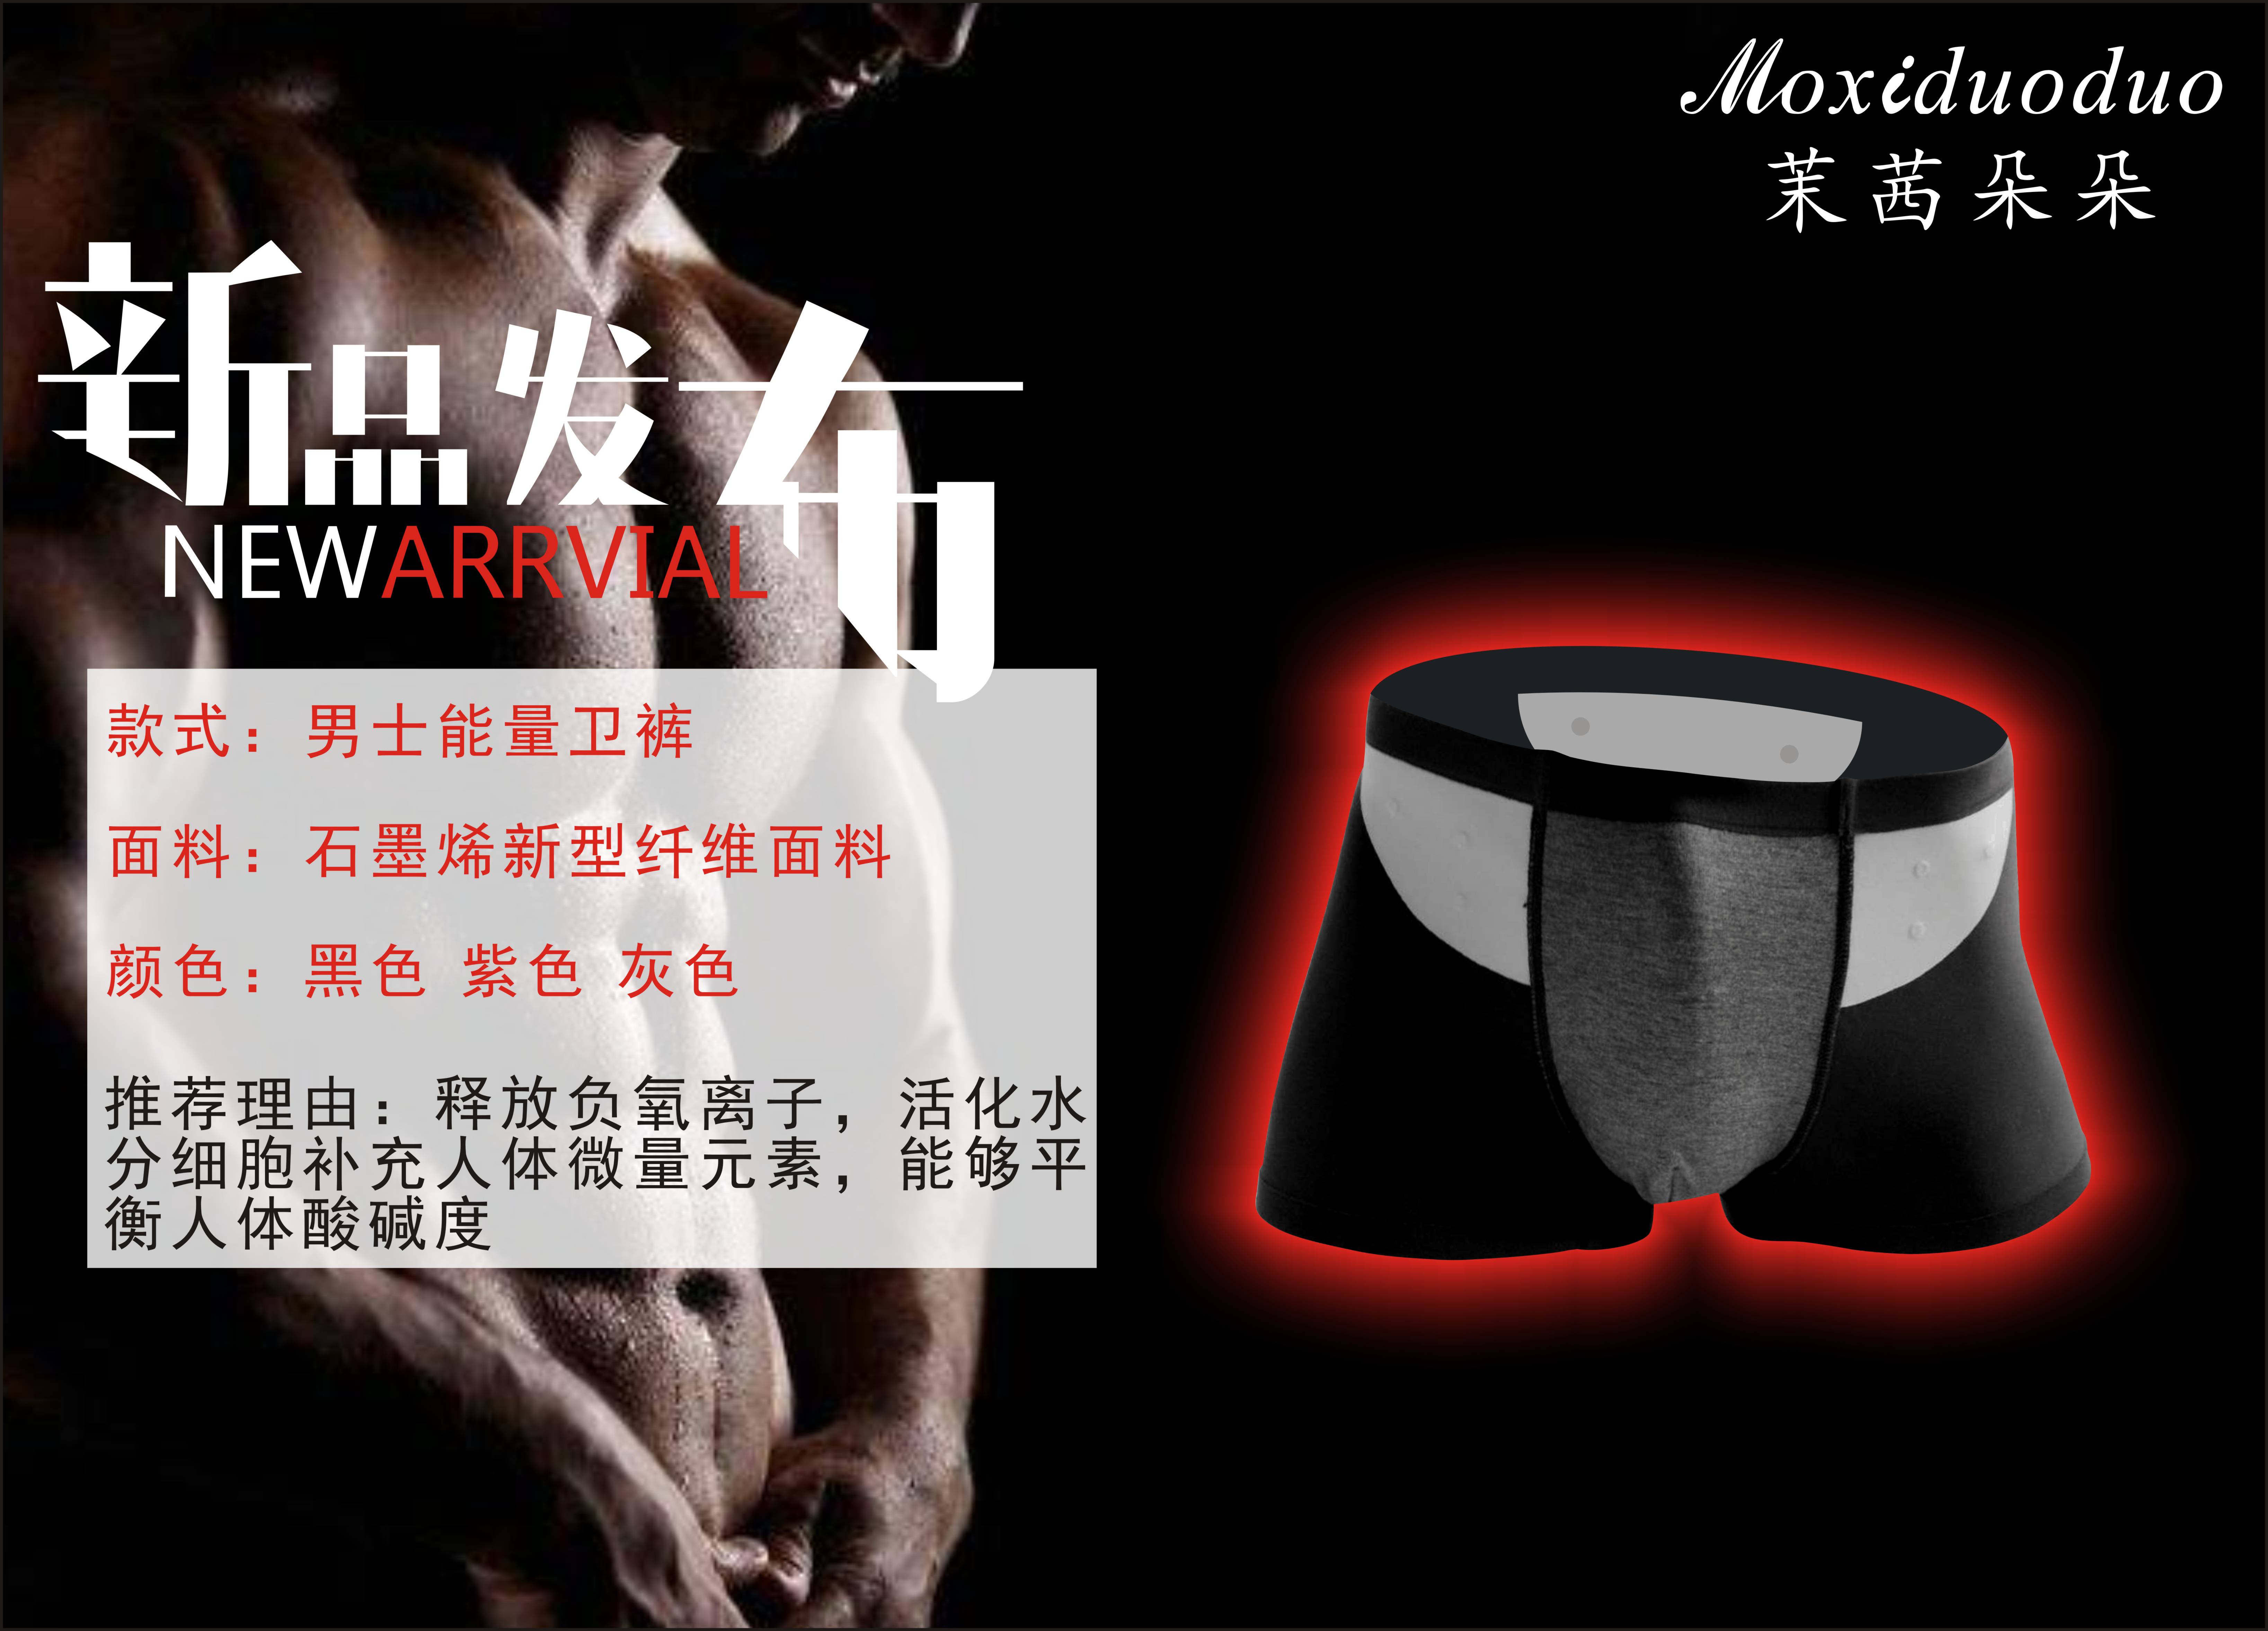 Moxiduoduo
茉茜朵朵
新品发布
NEWARRVIAL
款式：男士能量卫裤
面料：石墨烯新型纤维面料
颜色：黑色 紫色 灰色
推荐理由：释放负氧离子，活化水
分细胞补充人体微量元素，能够平
衡人体酸碱度